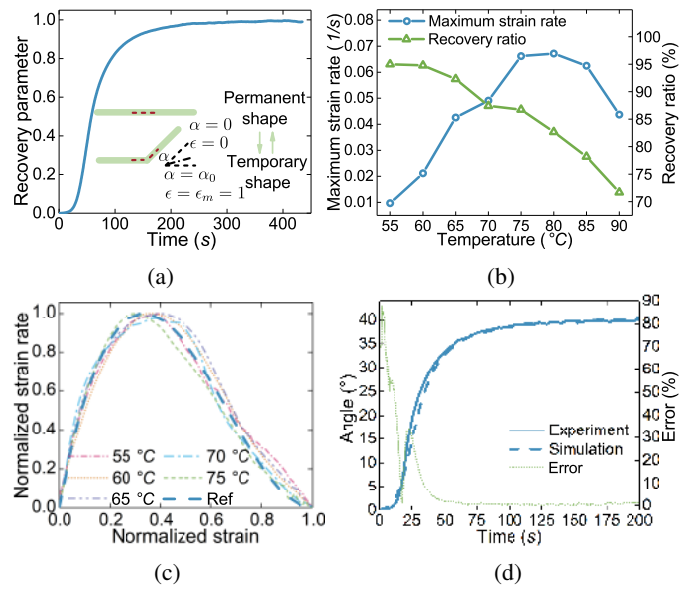 Recovery parameter
1.0
0.8
0.6
0.4
0.2
0.0
0
100
200
300
400
Time (s)
Permanent
shape
Temporary
shape
α = 0
ϵ = 0
α
α = α₀
ϵ = ϵₘ = 1
(a)
Maximum strain rate (1/s)
0.08
0.07
0.06
0.05
0.04
0.03
0.02
0.01
Maximum strain rate
Recovery ratio
100
95
90
85
80
75
70
Recovery ratio (%)
55 60 65 70 75 80 85 90
Temperature (°C)
(b)
Normalized strain rate
1.0
0.8
0.6
0.4
0.2
0.0
55 °C
60 °C
65 °C
70 °C
75 °C
Ref
0.0 0.2 0.4 0.6 0.8 1.0
Normalized strain
(c)
Angle (°)
40
35
30
25
20
15
10
5
0
Experiment
Simulation
Error
90
80
70
60
50
40
30
20
10
0
Error (%)
0 25 50 75 100 125 150 175 200
Time (s)
(d)